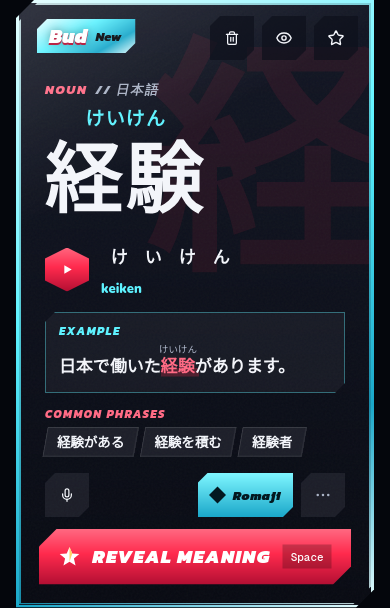 Bud New
NOUN // 日本語
けいけん
経験
け い け ん
keiken
EXAMPLE
けいけん
日本で働いた経験があります。
COMMON PHRASES
経験がある 経験を積む 経験者
Romaji ...
REVEAL MEANING Space